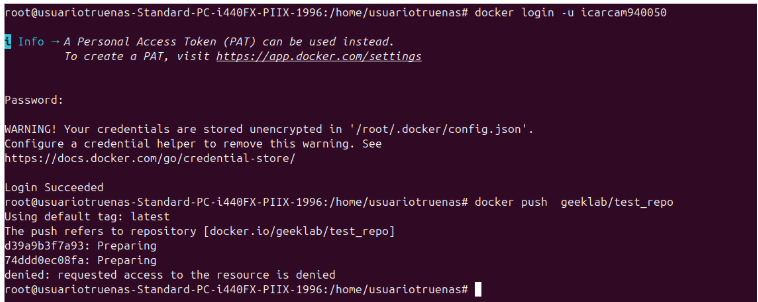 root@usuariotruenas-Standard-PC-i440FX-PIIX-1996:/home/usuariotruenas# docker login -u icarcam940050
i Info → A Personal Access Token (PAT) can be used instead.
To create a PAT, visit https://app.docker.com/settings
Password:
WARNING! Your credentials are stored unencrypted in '/root/.docker/config.json'.
Configure a credential helper to remove this warning. See
https://docs.docker.com/go/credential-store/
Login Succeeded
root@usuariotruenas-Standard-PC-i440FX-PIIX-1996:/home/usuariotruenas# docker push  geeklab/test_repo
Using default tag: latest
The push refers to repository [docker.io/geeklab/test_repo]
d39a9b3f7a93: Preparing
74ddd0ec08fa: Preparing
denied: requested access to the resource is denied
root@usuariotruenas-Standard-PC-i440FX-PIIX-1996:/home/usuariotruenas#